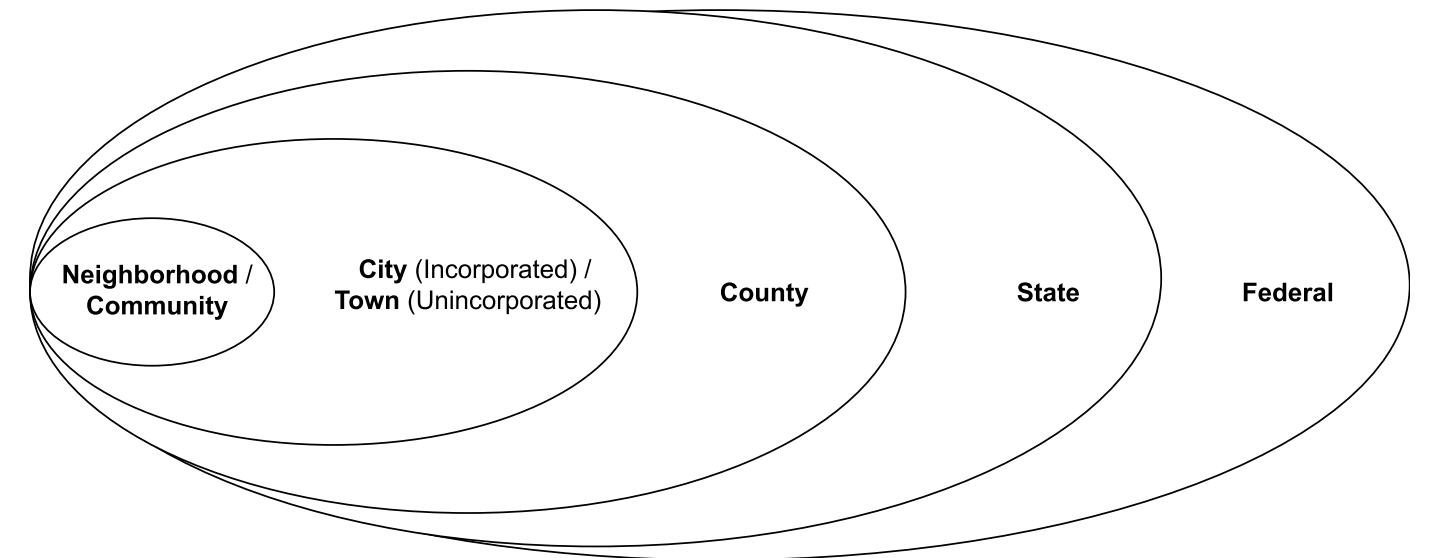 Neighborhood /
Community
City (Incorporated) /
Town (Unincorporated)
County
State
Federal